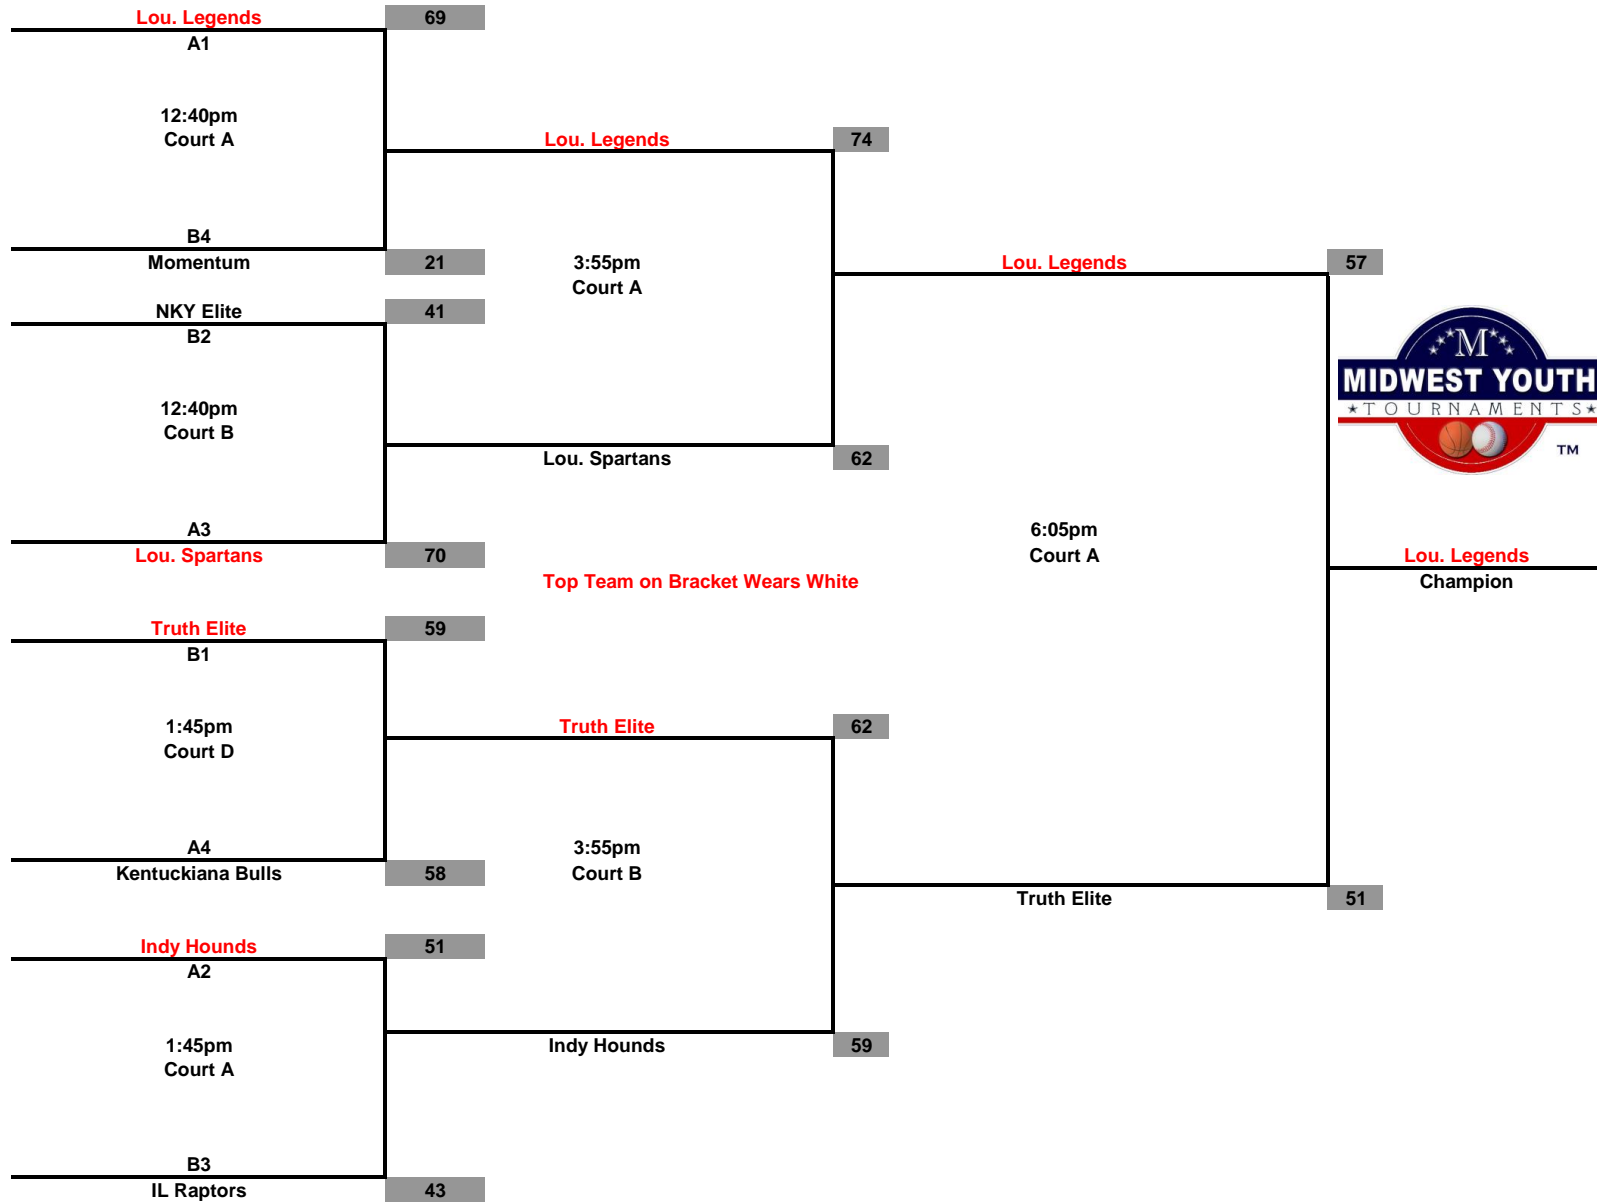 Lou. Legends 69
A1
12:40pm
Court A
Lou. Legends 74
B4
Momentum 21
3:55pm
Court A
Lou. Legends 57
NKY Elite 41
B2
12:40pm
Court B
Lou. Spartans 62
A3
Lou. Spartans 70
6:05pm
Court A
M
MIDWEST YOUTH
TOURNAMENTS
TM
Lou. Legends
Champion
Top Team on Bracket Wears White
Truth Elite 59
B1
1:45pm
Court D
Truth Elite 62
A4
Kentuckiana Bulls 58
3:55pm
Court B
Truth Elite 51
Indy Hounds 51
A2
1:45pm
Court A
Indy Hounds 59
B3
IL Raptors 43